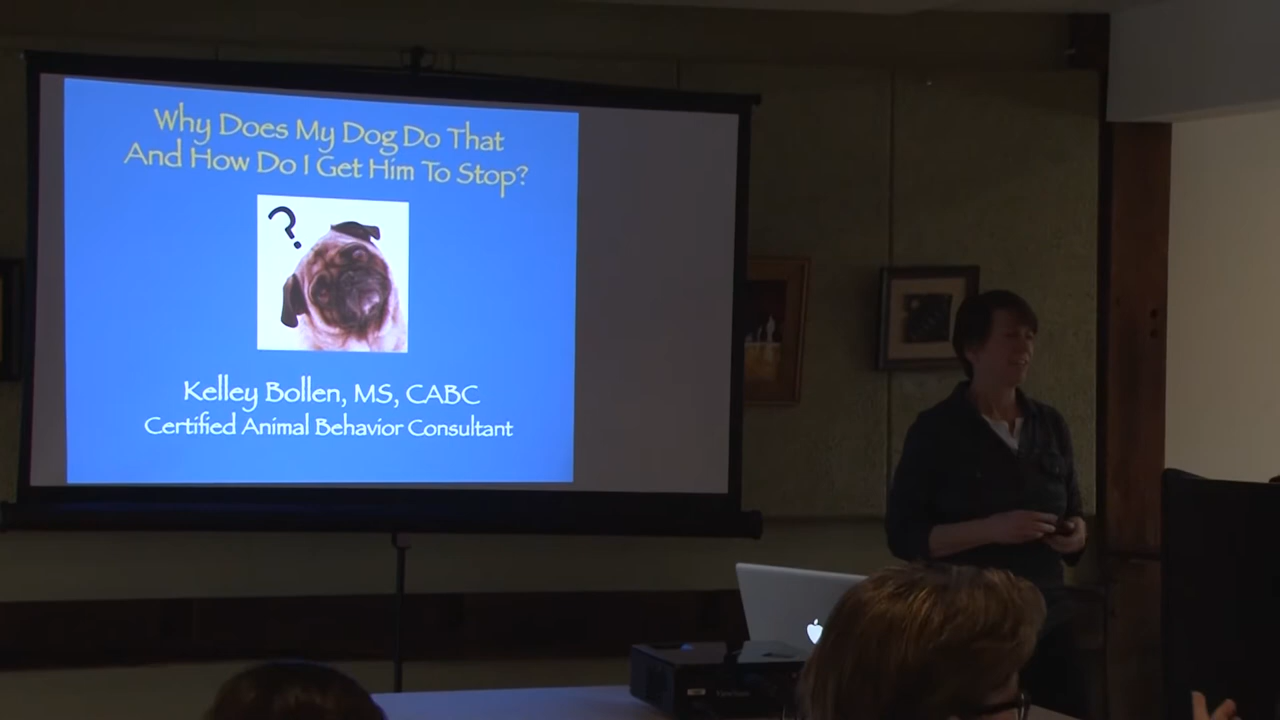 Why Does My Dog Do That
And How Do I Get Him To Stop?
?
Kelley Bollen, MS, CABC
Certified Animal Behavior Consultant
ViewSonic